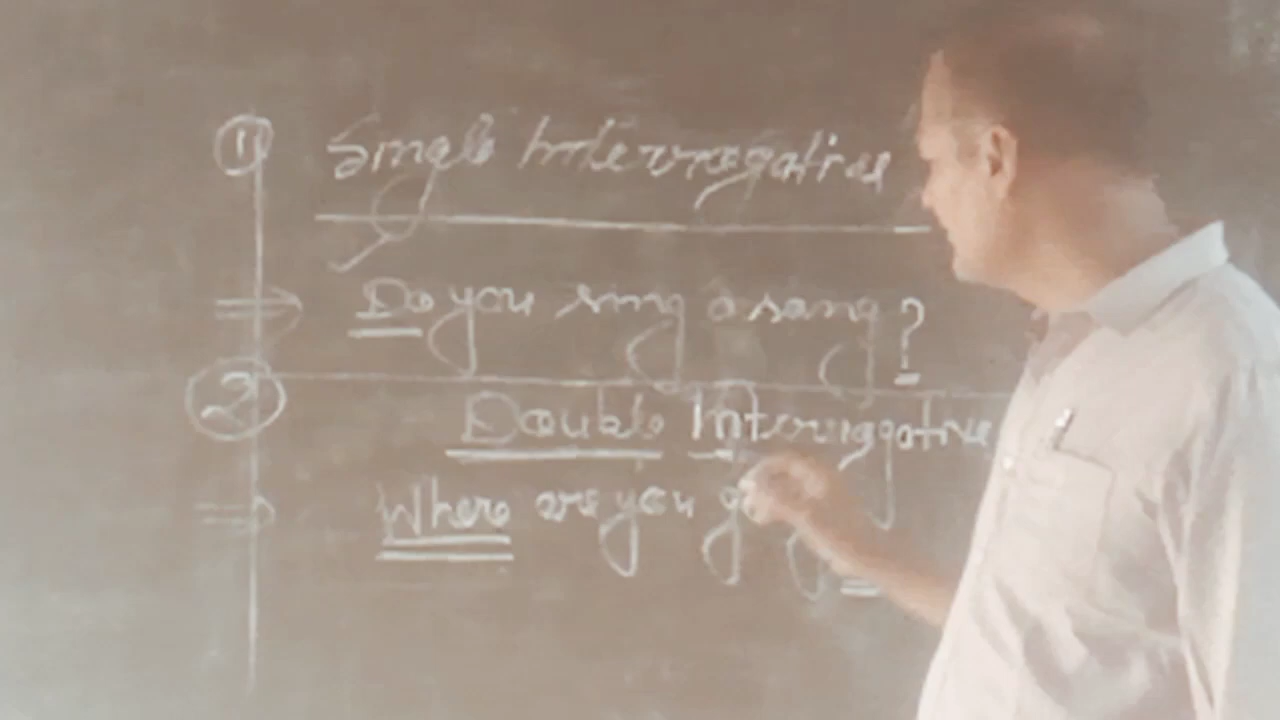 1 Single Interrogative
Do you sing a song ?
2 Double Interrogative
Where are you